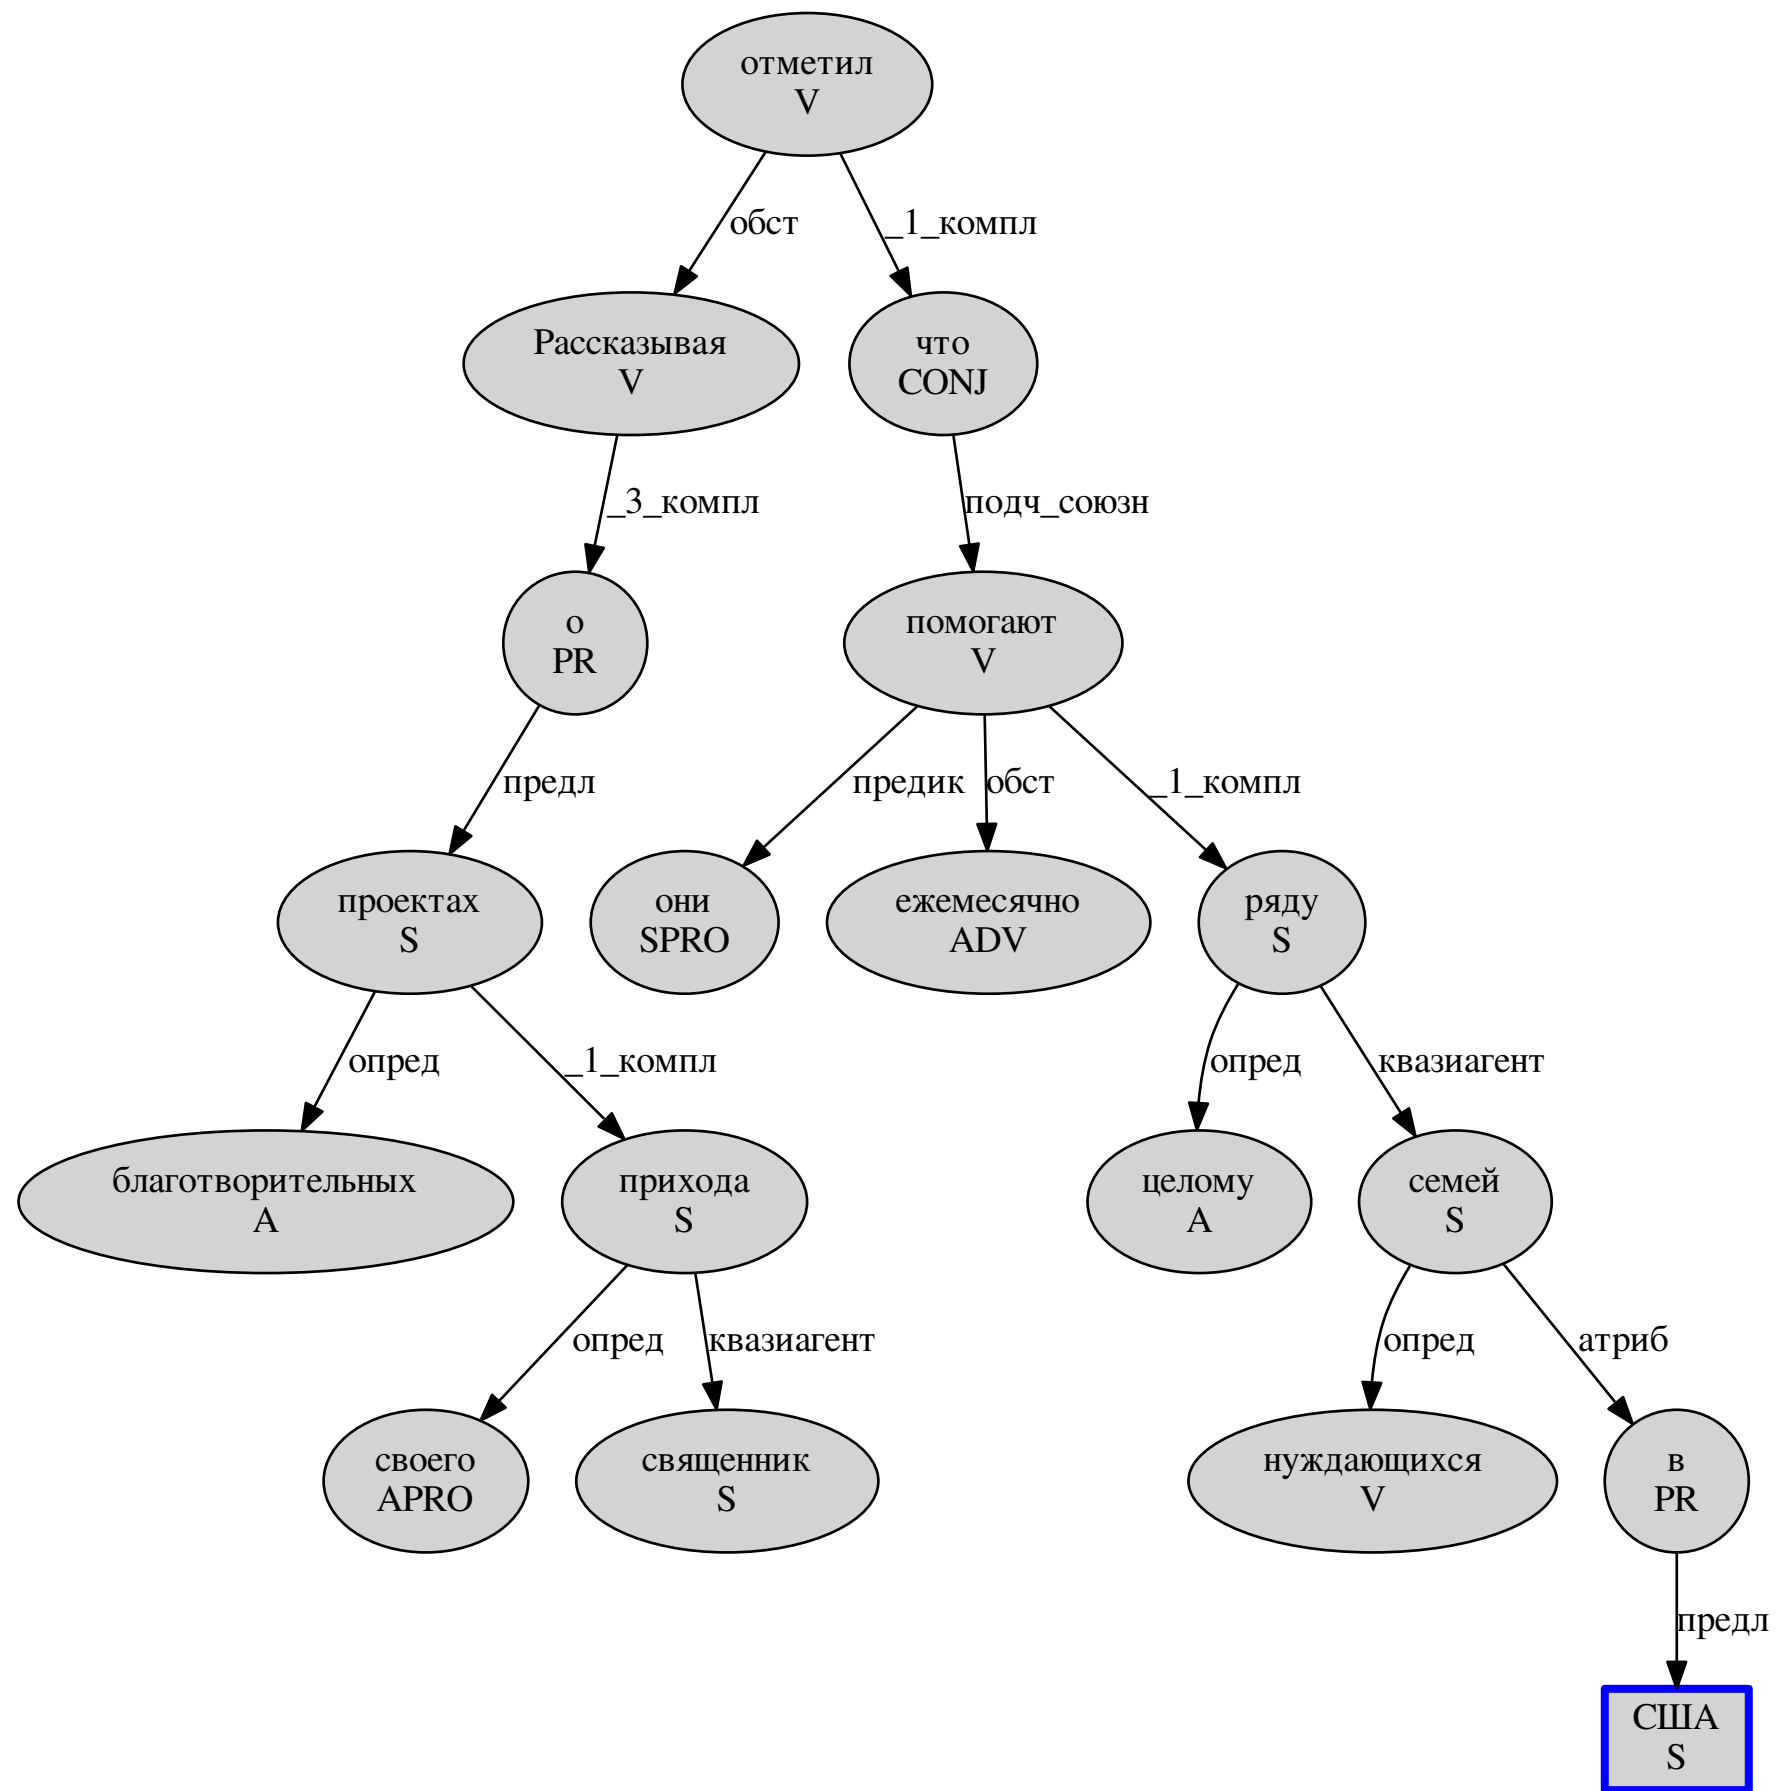 отметил
V
обст
_1_компл
Рассказывая
V
что
CONJ
_3_компл
подч_союзн
о
PR
помогают
V
предл
предик
обст
_1_компл
проектах
S
они
SPRO
ежемесячно
ADV
ряду
S
опред
_1_компл
опред
квазиагент
благотворительных
A
прихода
S
целому
A
семей
S
опред
квазиагент
опред
атриб
своего
APRO
священник
S
нуждающихся
V
в
PR
предл
США
S